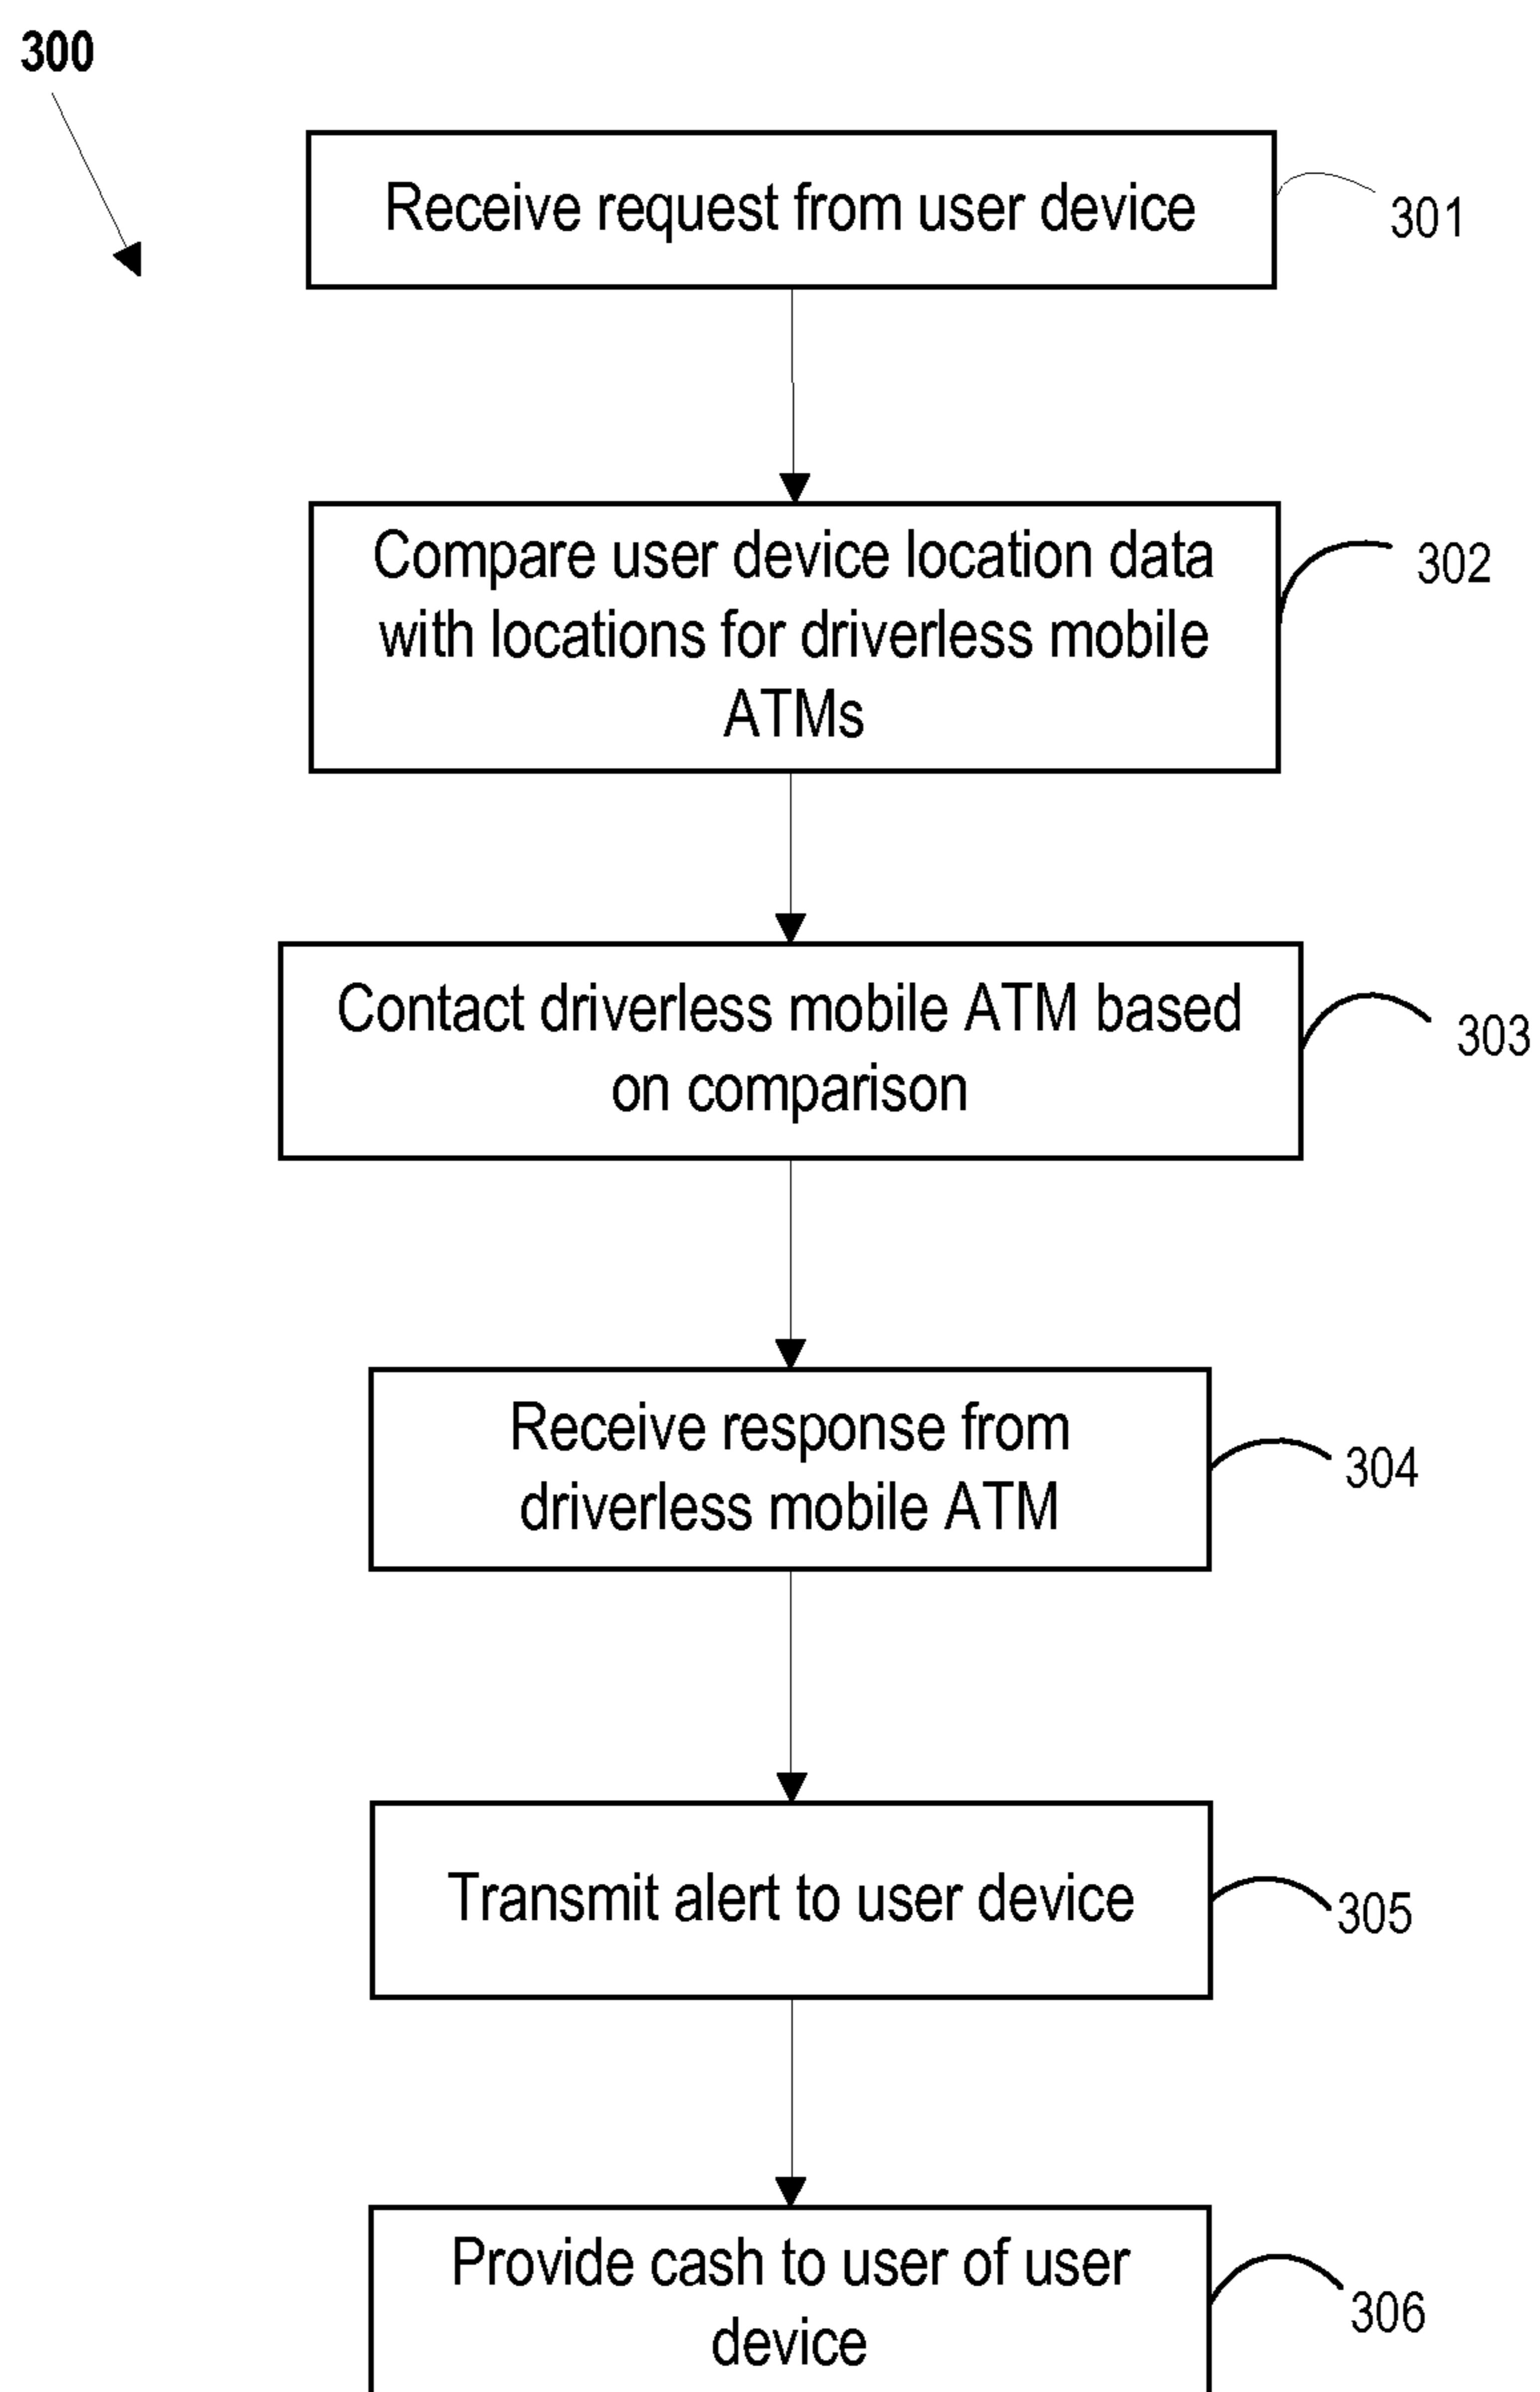 300
Receive request from user device
301
Compare user device location data
with locations for driverless mobile
ATMs
302
Contact driverless mobile ATM based
on comparison
303
Receive response from
driverless mobile ATM
304
Transmit alert to user device
305
Provide cash to user of user
device
306